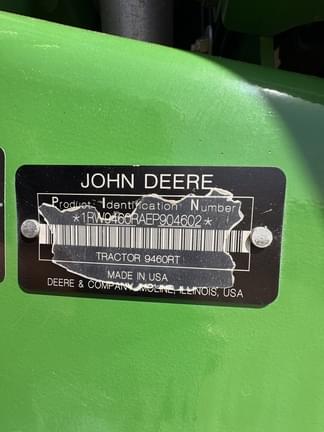 JOHN DEERE
Product Identification Number
*1RW9460RAEP904602*
TRACTOR 9460RT
MADE IN USA
DEERE & COMPANY MOLINE, ILLINOIS, USA